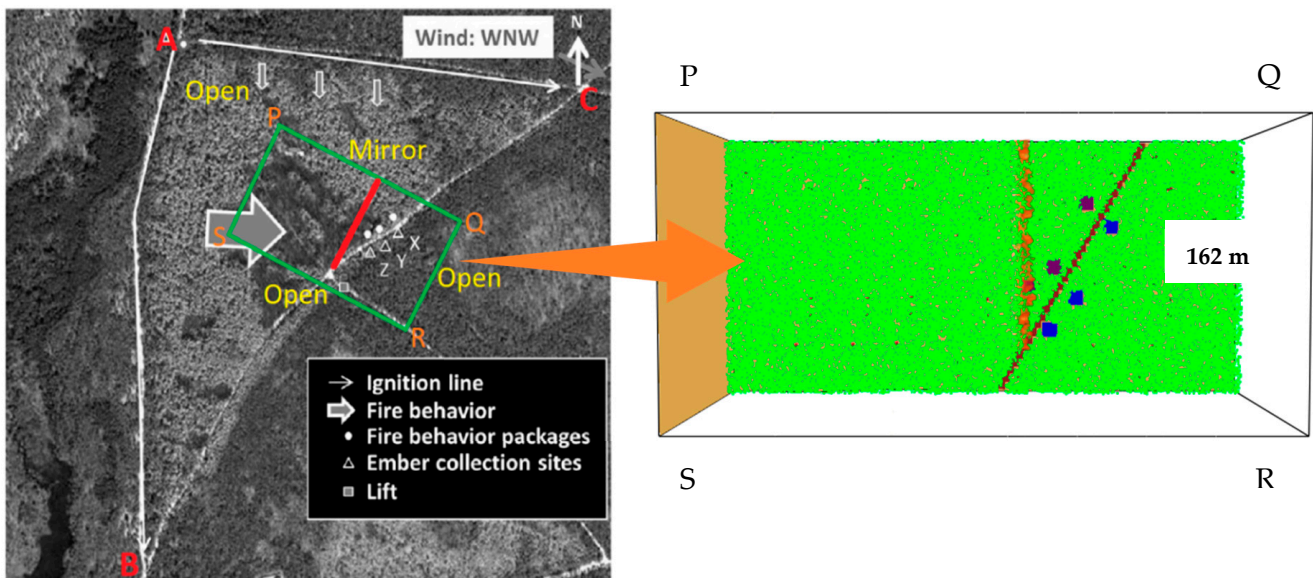 A
Wind: WNW
N
C
Open
P
Mirror
S
Q
X
Y
Z
Open
Open
R
Ignition line
Fire behavior
Fire behavior packages
Ember collection sites
Lift
B
P
Q
162 m
S
R